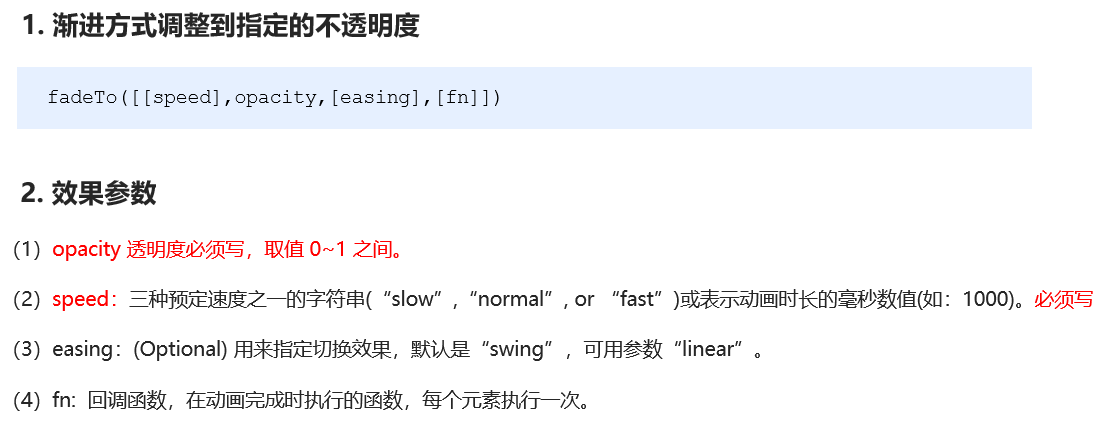 1. 渐进方式调整到指定的不透明度
fadeTo([[speed],opacity,[easing],[fn]])
2. 效果参数
(1) opacity 透明度必须写，取值 0~1 之间。
(2) speed：三种预定速度之一的字符串(“slow”,“normal”, or “fast”)或表示动画时长的毫秒数值(如：1000)。必须写
(3) easing：(Optional) 用来指定切换效果，默认是“swing”，可用参数“linear”。
(4) fn: 回调函数，在动画完成时执行的函数，每个元素执行一次。